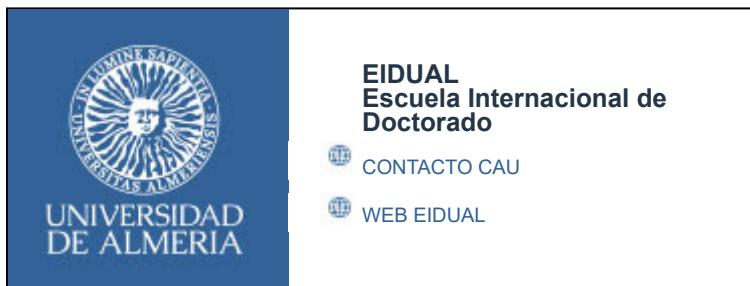 IN LUMINE SAPIENTIA
UNIVERSITAS ALMERIENSIS
UNIVERSIDAD
DE ALMERIA
EIDUAL
Escuela Internacional de
Doctorado
CONTACTO CAU
WEB EIDUAL